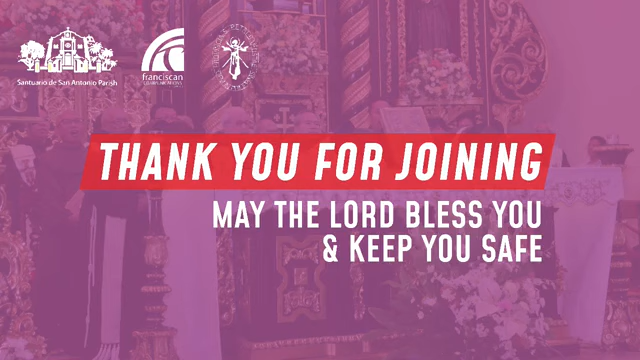 Santuario de San Antonio Parish
franciscan
THANK YOU FOR JOINING
MAY THE LORD BLESS YOU
& KEEP YOU SAFE